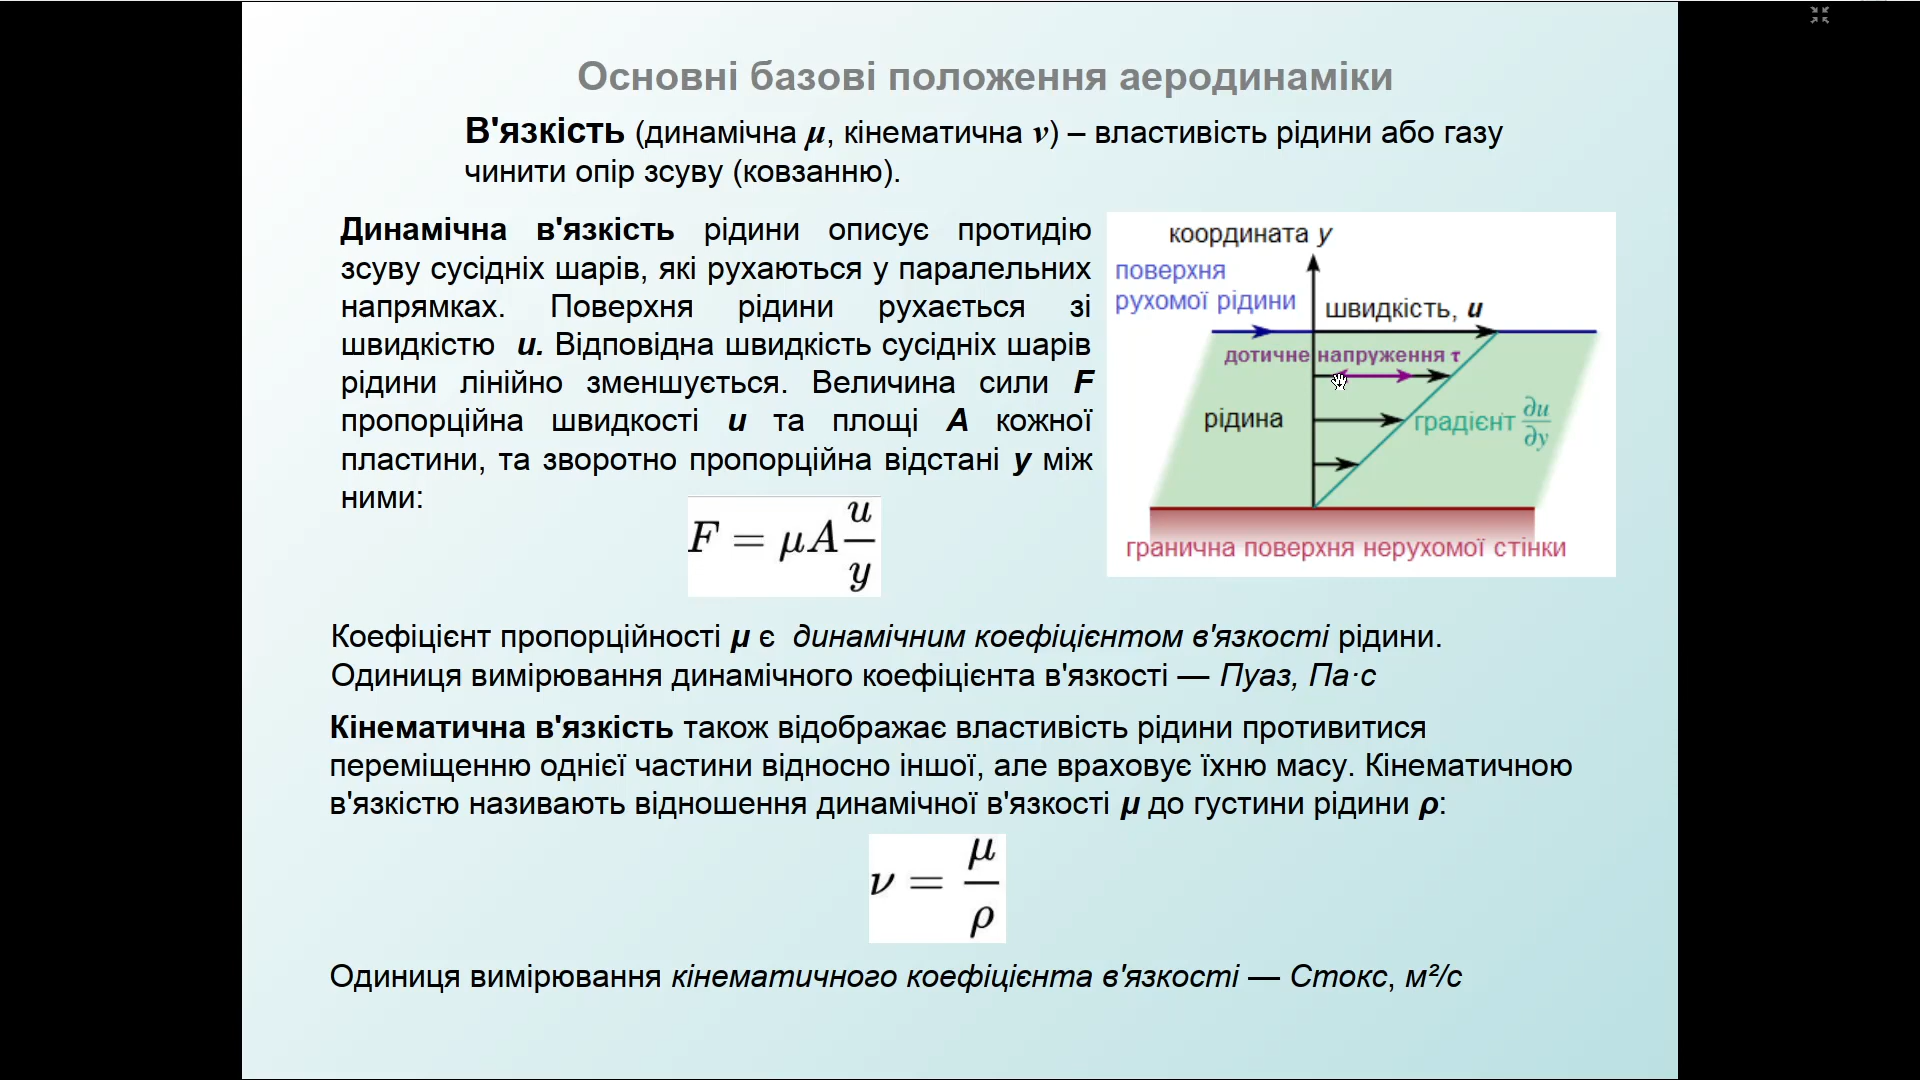 Основні базові положення аеродинаміки
В'язкість (динамічна μ, кінематична ν) – властивість рідини або газу
чинити опір зсуву (ковзанню).
Динамічна в'язкість рідини описує протидію
зсуву сусідніх шарів, які рухаються у паралельних
напрямках. Поверхня рідини рухається зі
швидкістю u. Відповідна швидкість сусідніх шарів
рідини лінійно зменшується. Величина сили F
пропорційна швидкості u та площі A кожної
пластини, та зворотно пропорційна відстані y між
ними:
F = μA u/y
координата y
поверхня
рухомої рідини
швидкість, u
дотичне напруження τ
рідина
градієнт ∂u/∂y
гранична поверхня нерухомої стінки
Коефіцієнт пропорційності μ є динамічним коефіцієнтом в'язкості рідини.
Одиниця вимірювання динамічного коефіцієнта в'язкості — Пуаз, Па·с
Кінематична в'язкість також відображає властивість рідини противитися
переміщенню однієї частини відносно іншої, але враховує їхню масу. Кінематичною
в'язкістю називають відношення динамічної в'язкості μ до густини рідини ρ:
ν = μ/ρ
Одиниця вимірювання кінематичного коефіцієнта в'язкості — Стокс, м²/с